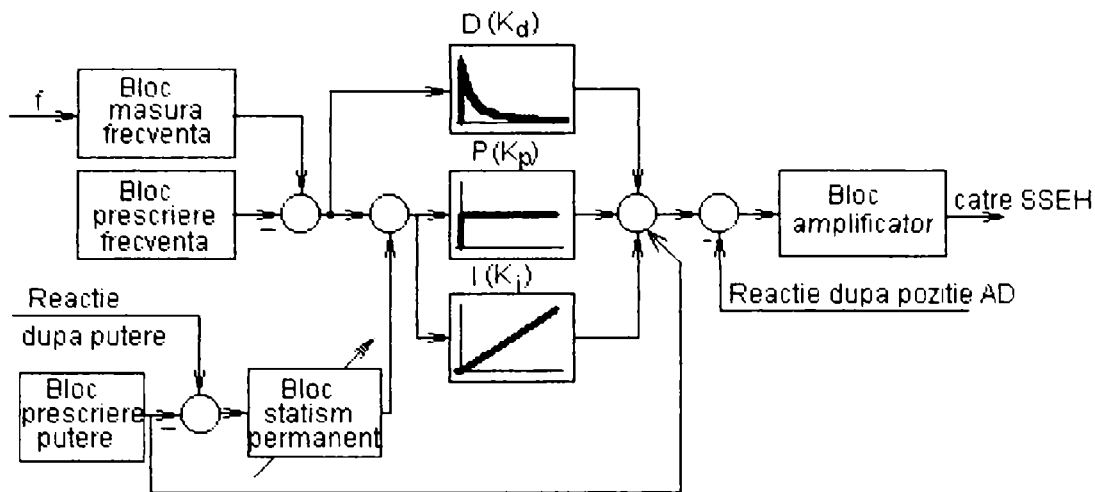 D (Kd)
f
Bloc
masura
frecventa
Bloc
prescriere
frecventa
P (Kp)
Bloc
amplificator
catre SSEH
I (Ki)
Reactie dupa pozitie AD
Reactie
dupa putere
Bloc
prescriere
putere
Bloc
statism
permanent